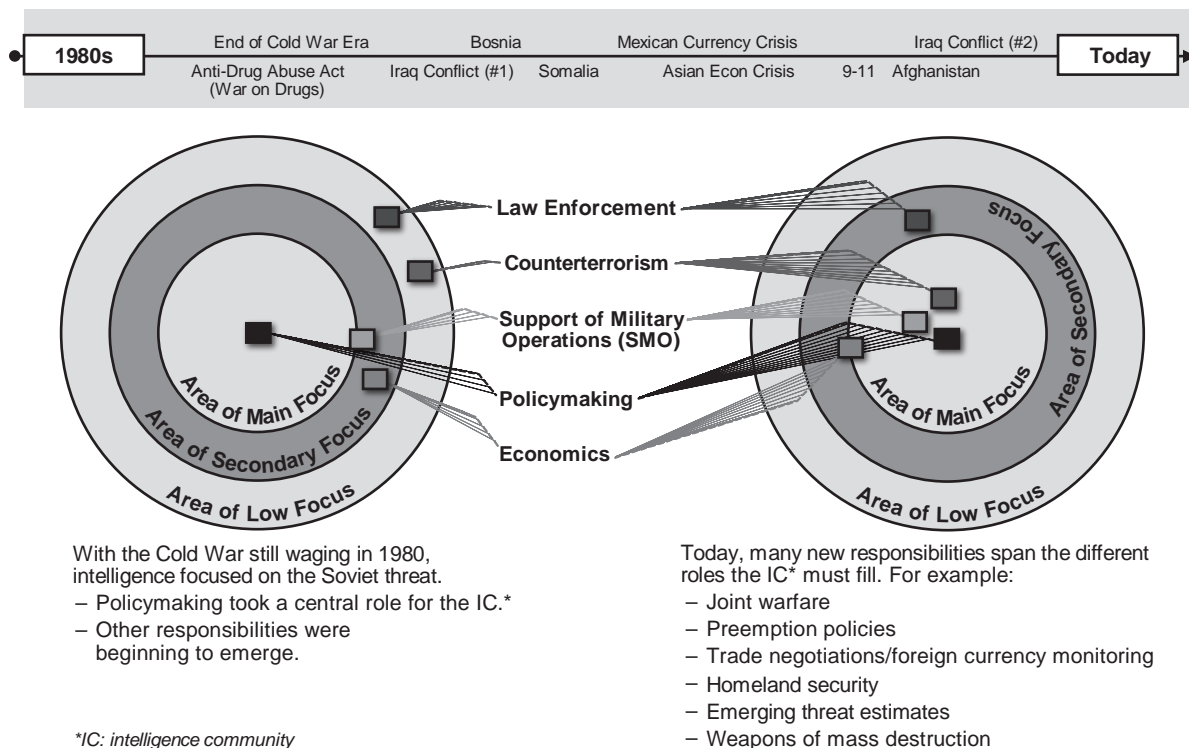 1980s
End of Cold War Era
Bosnia
Mexican Currency Crisis
Iraq Conflict (#2)
Anti-Drug Abuse Act
(War on Drugs)
Iraq Conflict (#1)
Somalia
Asian Econ Crisis
9-11
Afghanistan
Today
Law Enforcement
Counterterrorism
Support of Military
Operations (SMO)
Policymaking
Economics
Area of Main Focus
Area of Secondary Focus
Area of Low Focus
Area of Main Focus
Area of Secondary Focus
Secondary Focus
Area of Low Focus
With the Cold War still waging in 1980,
intelligence focused on the Soviet threat.
– Policymaking took a central role for the IC.*
– Other responsibilities were
beginning to emerge.
*IC: intelligence community
Today, many new responsibilities span the different
roles the IC* must fill. For example:
– Joint warfare
– Preemption policies
– Trade negotiations/foreign currency monitoring
– Homeland security
– Emerging threat estimates
– Weapons of mass destruction